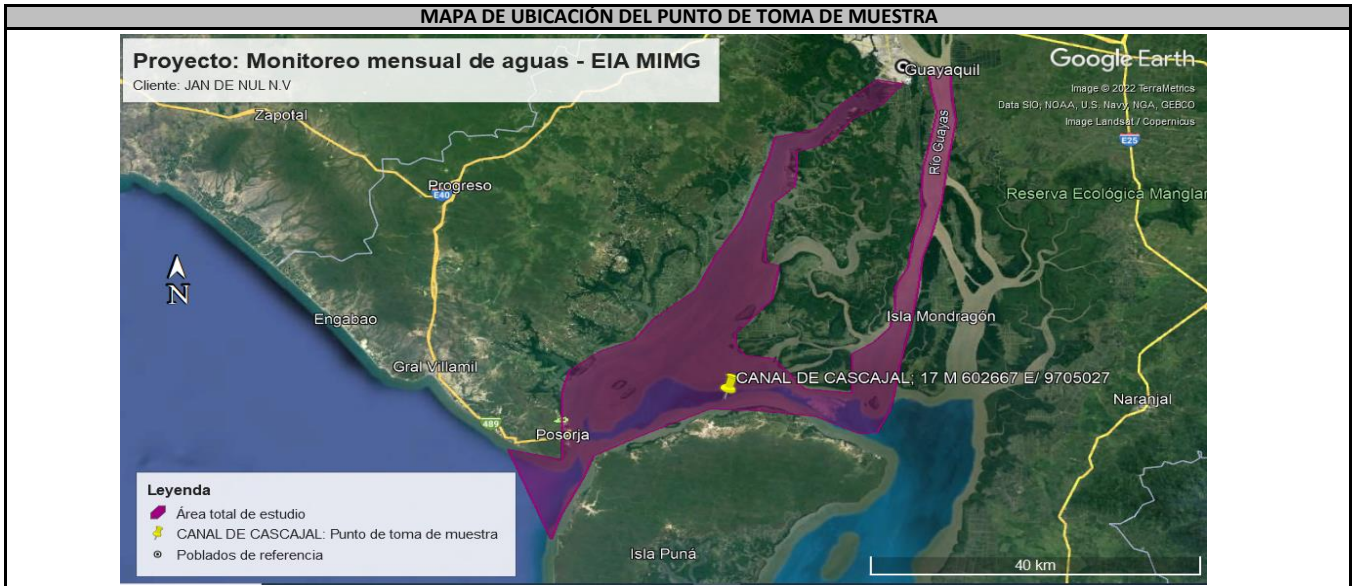 MAPA DE UBICACIÓN DEL PUNTO DE TOMA DE MUESTRA
Proyecto: Monitoreo mensual de aguas - EIA MIMG
Cliente: JAN DE NUL N.V
Google Earth
Image © 2022 TerraMetrics
Data SIO, NOAA, U.S. Navy, NGA, GEBCO
Image Landsat / Copernicus
Guayaquil
Zapotal
E25
Río Guayas
Progreso
E40
Reserva Ecológica Manglar
N
Engabao
Isla Mondragón
Gral Villamil
CANAL DE CASCAJAL; 17 M 602667 E/ 9705027
Naranjal
489
Posorja
Leyenda
Área total de estudio
CANAL DE CASCAJAL: Punto de toma de muestra
Poblados de referencia
Isla Puná
40 km